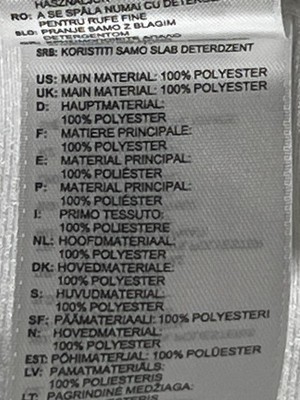 RO: A SE SPĂLA NUMAI CU DETERGENT
PENTRU RUFE FINE
SLO: PRANJE SAMO Z BLAGIM
DETERGENTOM
SRB: KORISTITI SAMO SLAB DETERDZENT
US: MAIN MATERIAL: 100% POLYESTER
UK: MAIN MATERIAL: 100% POLYESTER
D: HAUPTMATERIAL:
100% POLYESTER
F: MATIERE PRINCIPALE:
100% POLYESTER
E: MATERIAL PRINCIPAL:
100% POLIÉSTER
P: MATERIAL PRINCIPAL:
100% POLIÉSTER
I: PRIMO TESSUTO:
100% POLIESTERE
NL: HOOFDMATERIAAL:
100% POLYESTER
DK: HOVEDMATERIALE:
100% POLYESTER
S: HUVUDMATERIAL:
100% POLYESTER
SF: PÄÄMATERIAALI: 100% POLYESTERI
N: HOVEDMATERIAL:
100% POLYESTER
EST: PÕHIMATERJAL: 100% POLÜESTER
LV: PAMATMATERIĀLS:
100% POLIESTERIS
LT: PAGRINDINĖ MEDŽIAGA: